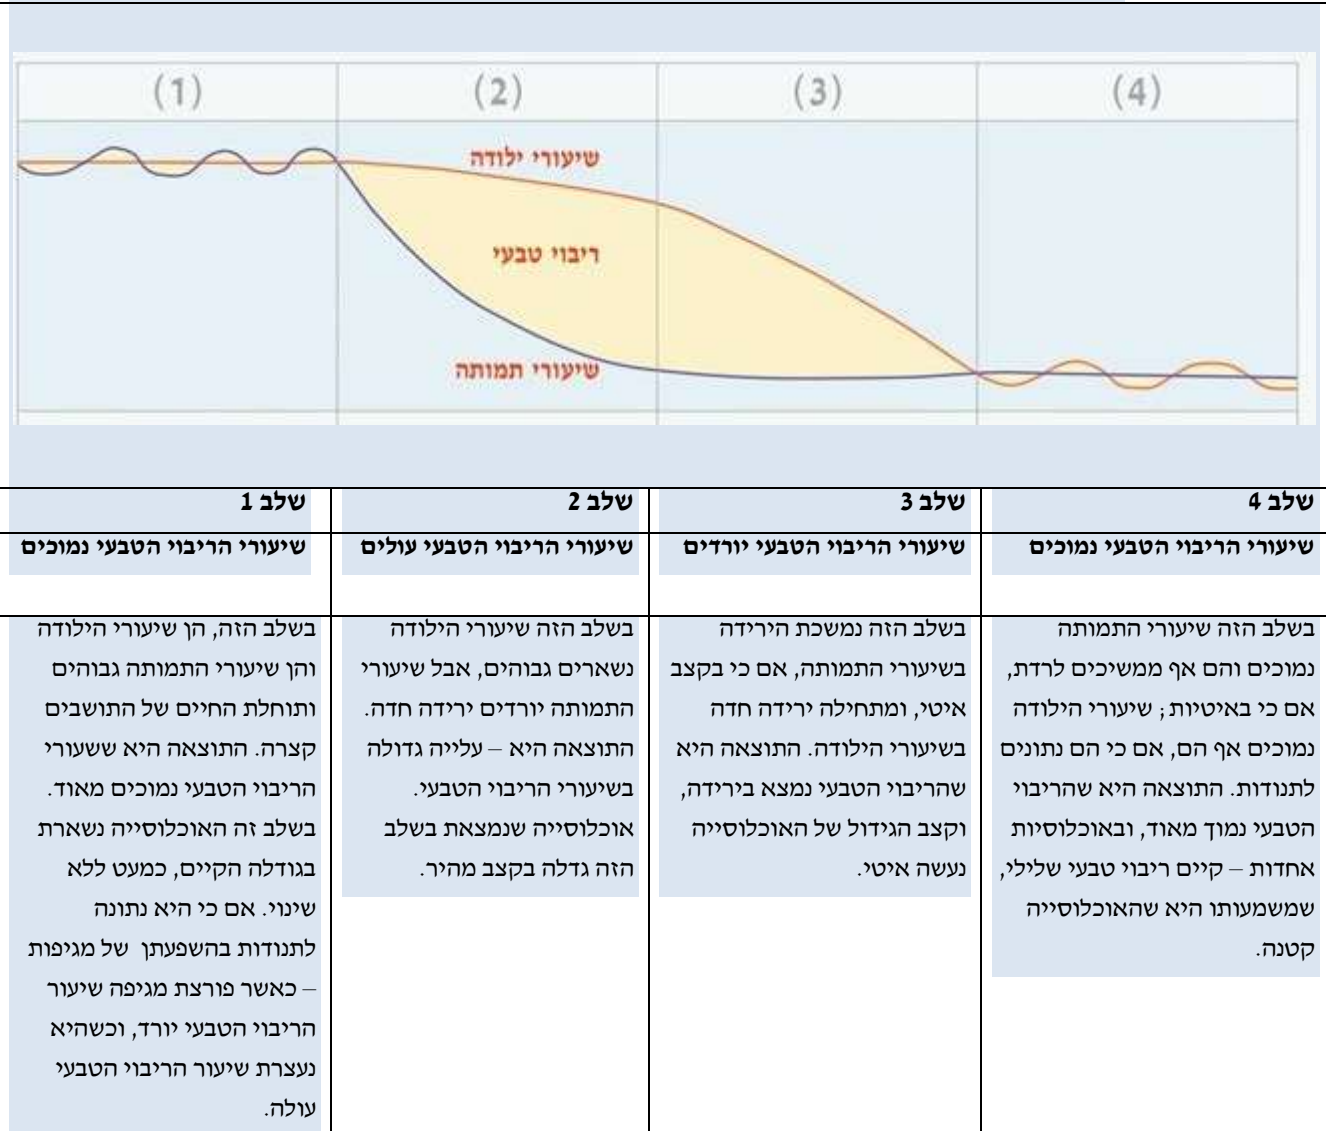 (1)
(2)
(3)
(4)
שיעורי ילודה
ריבוי טבעי
שיעורי תמותה
שלב 1
שיעורי הריבוי הטבעי נמוכים
בשלב הזה, הן שיעורי הילודה
והן שיעורי התמותה גבוהים
ותוחלת החיים של התושבים
קצרה. התוצאה היא ששעורי
הריבוי הטבעי נמוכים מאוד.
בשלב זה האוכלוסייה נשארת
בגודלה הקיים, כמעט ללא
שינוי. אם כי היא נתונה
לתנודות בהשפעתן של מגיפות
– כאשר פורצת מגיפה שיעור
הריבוי הטבעי יורד, וכשהיא
נעצרת שיעור הריבוי הטבעי
עולה.
שלב 2
שיעורי הריבוי הטבעי עולים
בשלב הזה שיעורי הילודה
נשארים גבוהים, אבל שיעורי
התמותה יורדים ירידה חדה.
התוצאה היא – עלייה גדולה
בשיעורי הריבוי הטבעי.
אוכלוסייה שנמצאת בשלב
הזה גדלה בקצב מהיר.
שלב 3
שיעורי הריבוי הטבעי יורדים
בשלב הזה נמשכת הירידה
בשיעורי התמותה, אם כי בקצב
איטי, ומתחילה ירידה חדה
בשיעורי הילודה. התוצאה היא
שהריבוי הטבעי נמצא בירידה,
וקצב הגידול של האוכלוסייה
נעשה איטי.
שלב 4
שיעורי הריבוי הטבעי נמוכים
בשלב הזה שיעורי התמותה
נמוכים והם אף ממשיכים לרדת,
אם כי באיטיות; שיעורי הילודה
נמוכים אף הם, אם כי הם נתונים
לתנודות. התוצאה היא שהריבוי
הטבעי נמוך מאוד, ובאוכלוסיות
אחדות – קיים ריבוי טבעי שלילי,
שמשמעותו היא שהאוכלוסייה
קטנה.